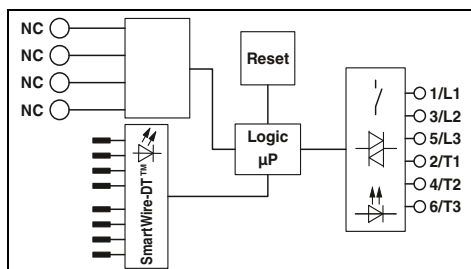 NC
NC
NC
NC
Reset
Logic
µP
SmartWire-DT™
1/L1
3/L2
5/L3
2/T1
4/T2
6/T3